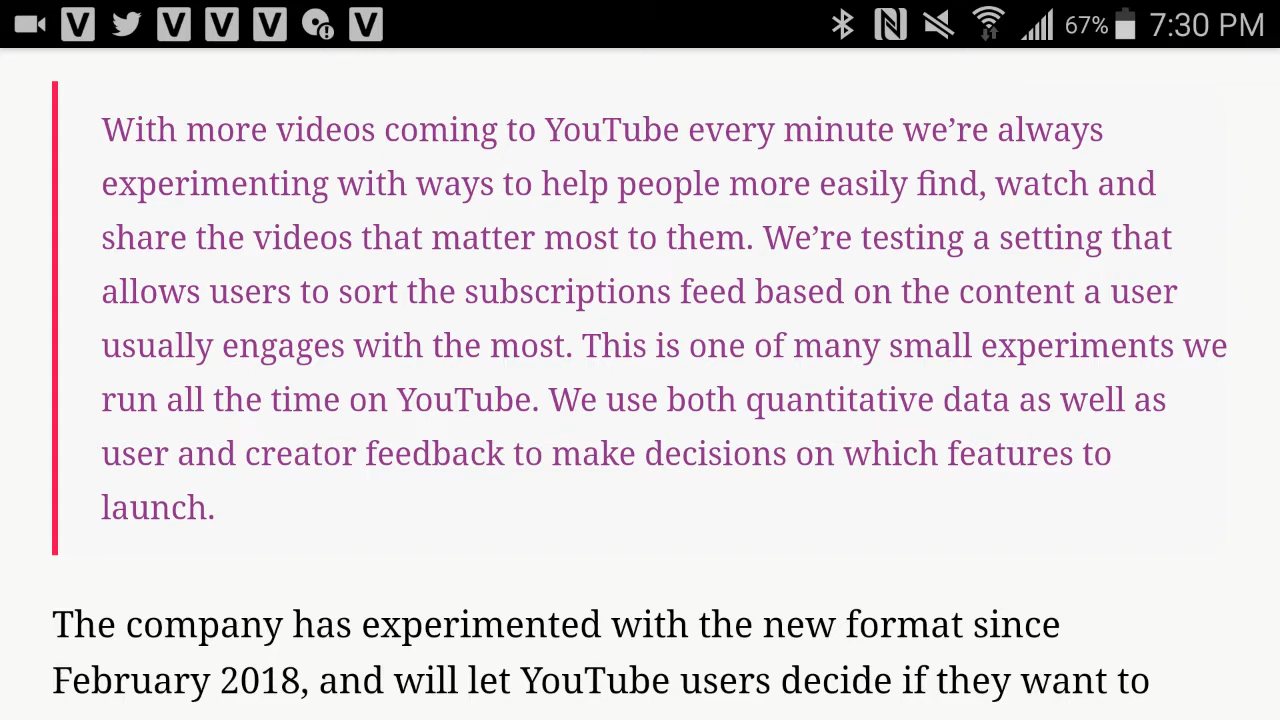 V V V V V 67% 7:30 PM
With more videos coming to YouTube every minute we’re always
experimenting with ways to help people more easily find, watch and
share the videos that matter most to them. We’re testing a setting that
allows users to sort the subscriptions feed based on the content a user
usually engages with the most. This is one of many small experiments we
run all the time on YouTube. We use both quantitative data as well as
user and creator feedback to make decisions on which features to
launch.
The company has experimented with the new format since
February 2018, and will let YouTube users decide if they want to